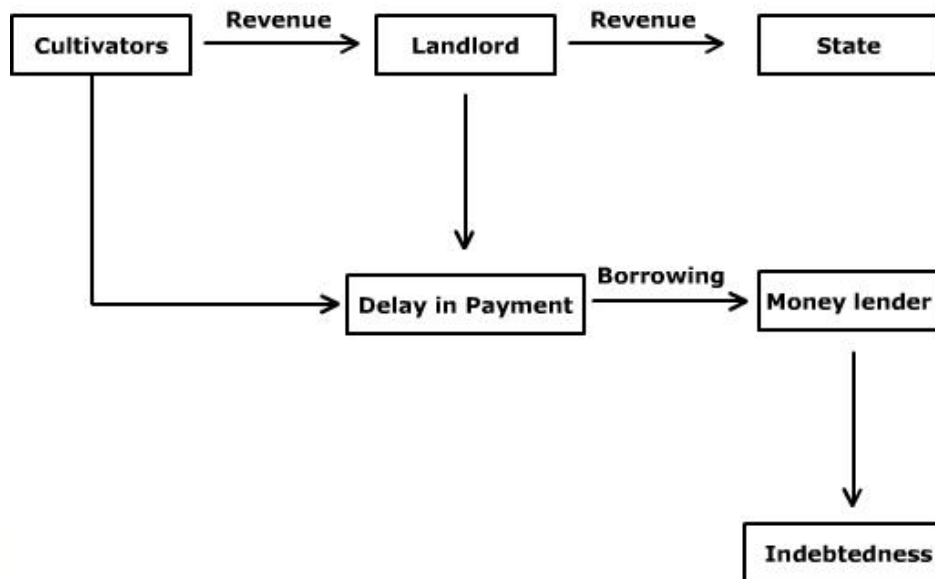 Revenue
Revenue
Cultivators
Landlord
State
Borrowing
Delay in Payment
Money lender
Indebtedness